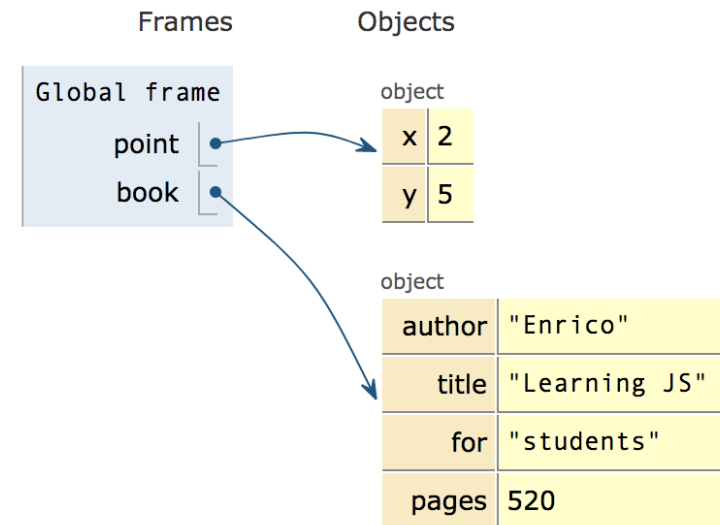 Frames
Objects
Global frame
point
book
object
x 2
y 5
object
author "Enrico"
title "Learning JS"
for "students"
pages 520